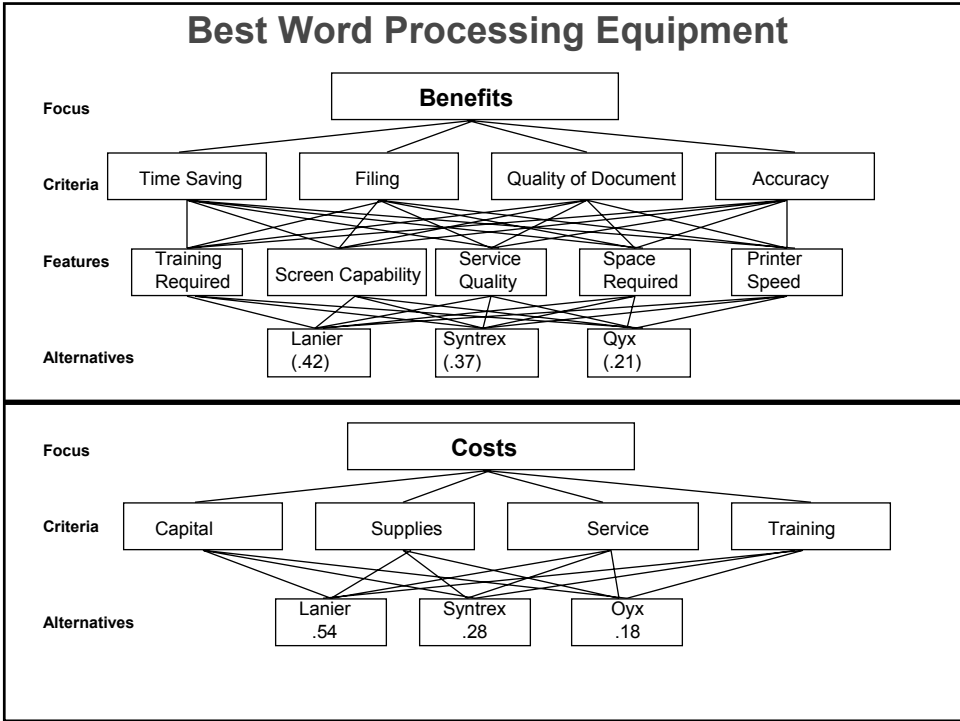 Best Word Processing Equipment
Focus
Benefits
Criteria
Time Saving
Filing
Quality of Document
Accuracy
Features
Training
Required
Screen Capability
Service
Quality
Space
Required
Printer
Speed
Alternatives
Lanier
(.42)
Syntrex
(.37)
Qyx
(.21)
Focus
Costs
Criteria
Capital
Supplies
Service
Training
Alternatives
Lanier
.54
Syntrex
.28
Oyx
.18